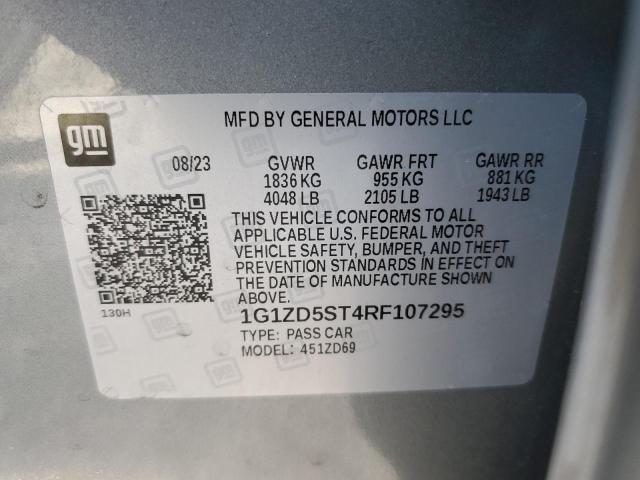 gm
MFD BY GENERAL MOTORS LLC
08/23 GVWR GAWR FRT GAWR RR
1836 KG 955 KG 881 KG
4048 LB 2105 LB 1943 LB
THIS VEHICLE CONFORMS TO ALL
APPLICABLE U.S. FEDERAL MOTOR
VEHICLE SAFETY, BUMPER, AND THEFT
PREVENTION STANDARDS IN EFFECT ON
THE DATE OF MANUFACTURE SHOWN
ABOVE.
130H
1G1ZD5ST4RF107295
TYPE: PASS CAR
MODEL: 451ZD69